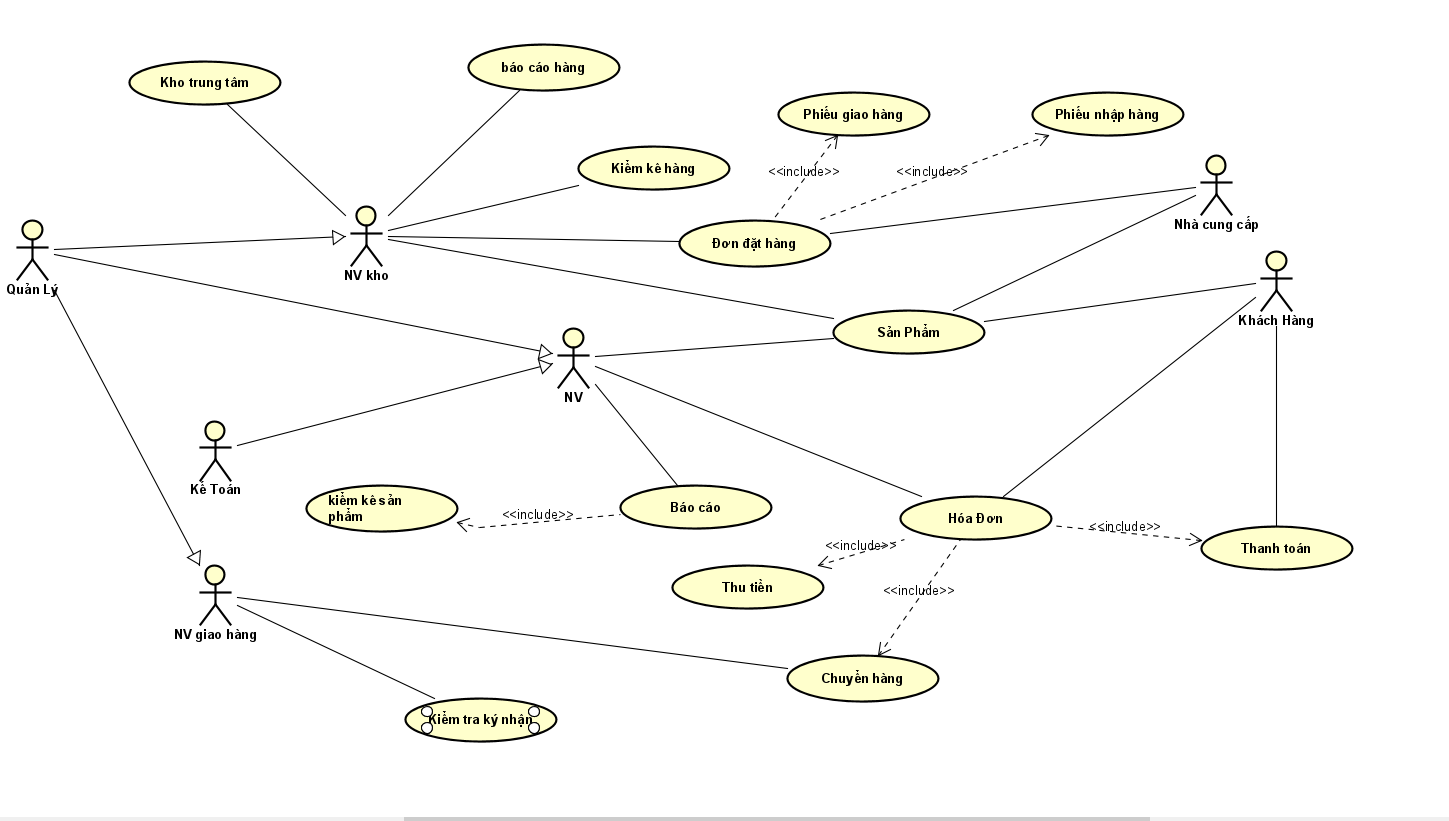 Kho trung tâm
báo cáo hàng
Phiếu giao hàng
Phiếu nhập hàng
<<include>>
<<include>>
Kiểm kê hàng
Nhà cung cấp
Đơn đặt hàng
NV kho
Quản Lý
Khách Hàng
Sản Phẩm
NV
Kê Toán
kiểm kê sản
phẩm
<<include>>
Báo cáo
Hóa Đơn
<<include>>
<<include>>
Thanh toán
Thu tiền
<<include>>
NV giao hàng
Chuyển hàng
Kiểm tra ký nhận